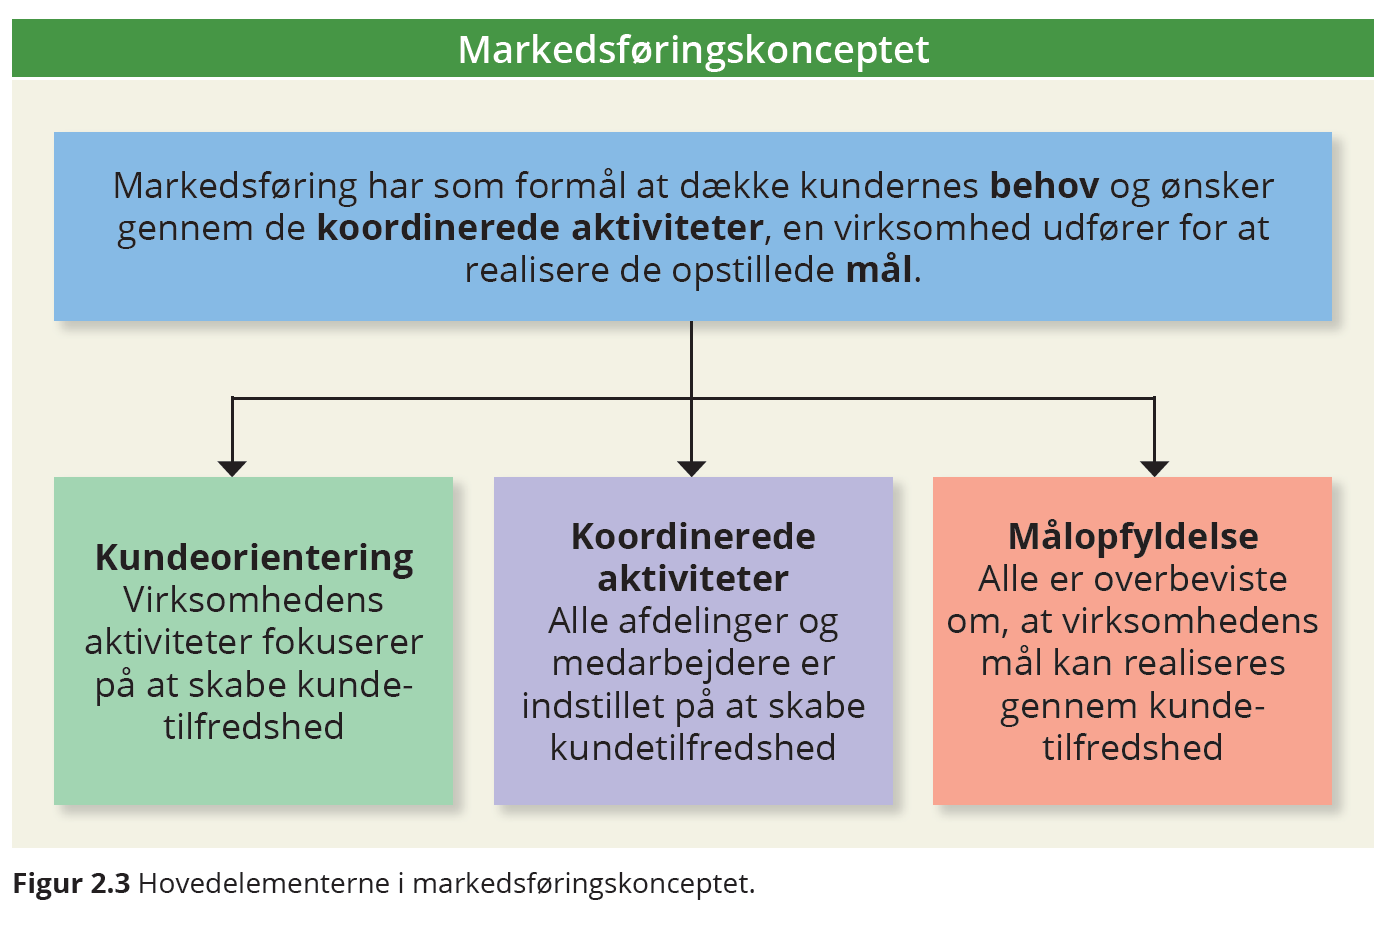 Markedsføringskonceptet
Markedsføring har som formål at dække kundernes behov og ønsker
gennem de koordinerede aktiviteter, en virksomhed udfører for at
realisere de opstillede mål.
Kundeorientering
Virksomhedens
aktiviteter fokuserer
på at skabe kunde-
tilfredshed
Koordinerede
aktiviteter
Alle afdelinger og
medarbejdere er
indstillet på at skabe
kundetilfredshed
Målopfyldelse
Alle er overbeviste
om, at virksomhedens
mål kan realiseres
gennem kunde-
tilfredshed
Figur 2.3 Hovedelementerne i markedsføringskonceptet.